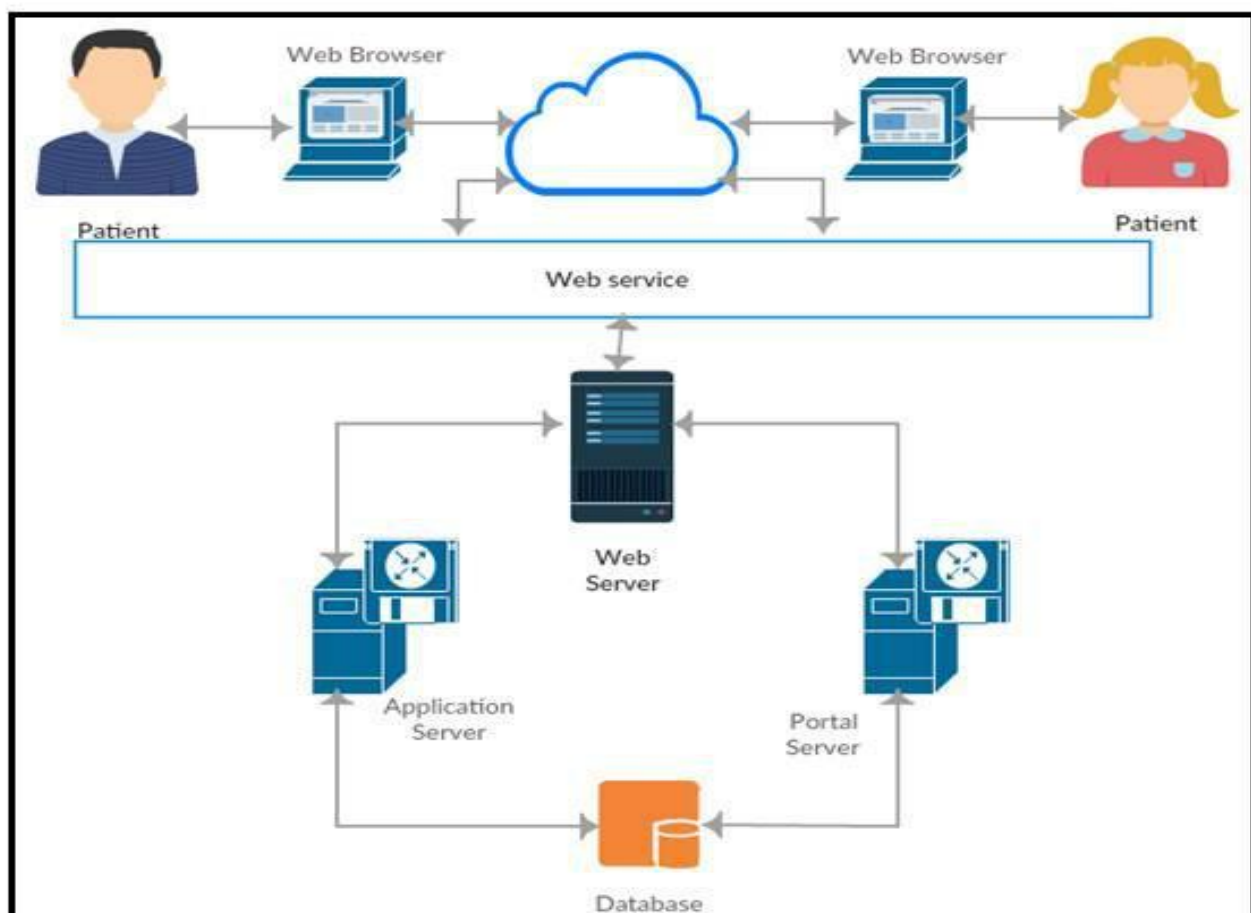 Web Browser
Web Browser
Patient
Patient
Web service
Web
Server
Application
Server
Portal
Server
Database